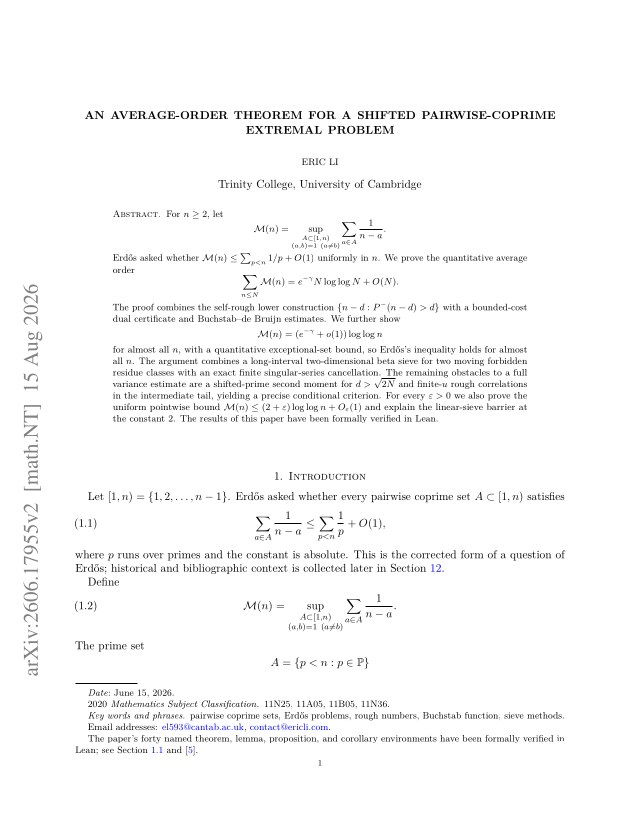 arXiv:2606.17955v2 [math.NT] 15 Aug 2026
AN AVERAGE-ORDER THEOREM FOR A SHIFTED PAIRWISE-COPRIME
EXTREMAL PROBLEM
ERIC LI
Trinity College, University of Cambridge
Abstract. For n ≥ 2, let
M(n) = sup_{A⊂[1,n) (a,b)=1 (a≠b)} ∑_{a∈A} 1/(n − a).
Erdős asked whether M(n) ≤ ∑_{p<n} 1/p + O(1) uniformly in n. We prove the quantitative average
order
∑_{n≤N} M(n) = e^{−γ} N log log N + O(N).
The proof combines the self-rough lower construction {n − d : P^−(n − d) > d} with a bounded-cost
dual certificate and Buchstab–de Bruijn estimates. We further show
M(n) = (e^{−γ} + o(1)) log log n
for almost all n, with a quantitative exceptional-set bound, so Erdős's inequality holds for almost
all n. The argument combines a long-interval two-dimensional beta sieve for two moving forbidden
residue classes with an exact finite singular-series cancellation. The remaining obstacles to a full
variance estimate are a shifted-prime second moment for d > √2N and finite-u rough correlations
in the intermediate tail, yielding a precise conditional criterion. For every ε > 0 we also prove the
uniform pointwise bound M(n) ≤ (2 + ε) log log n + O_ε(1) and explain the linear-sieve barrier at
the constant 2. The results of this paper have been formally verified in Lean.
1. Introduction
Let [1, n) = {1, 2, . . . , n − 1}. Erdős asked whether every pairwise coprime set A ⊂ [1, n) satisfies
(1.1) ∑_{a∈A} 1/(n − a) ≤ ∑_{p<n} 1/p + O(1),
where p runs over primes and the constant is absolute. This is the corrected form of a question of
Erdős; historical and bibliographic context is collected later in Section 12.
Define
(1.2) M(n) = sup_{A⊂[1,n) (a,b)=1 (a≠b)} ∑_{a∈A} 1/(n − a).
The prime set
A = {p < n : p ∈ ℙ}
Date: June 15, 2026.
2020 Mathematics Subject Classification. 11N25, 11A05, 11B05, 11N36.
Key words and phrases. pairwise coprime sets, Erdős problems, rough numbers, Buchstab function, sieve methods.
Email addresses: el593@cantab.ac.uk, contact@ericli.com.
The paper's forty named theorem, lemma, proposition, and corollary environments have been formally verified in
Lean; see Section 1.1 and [5].
1